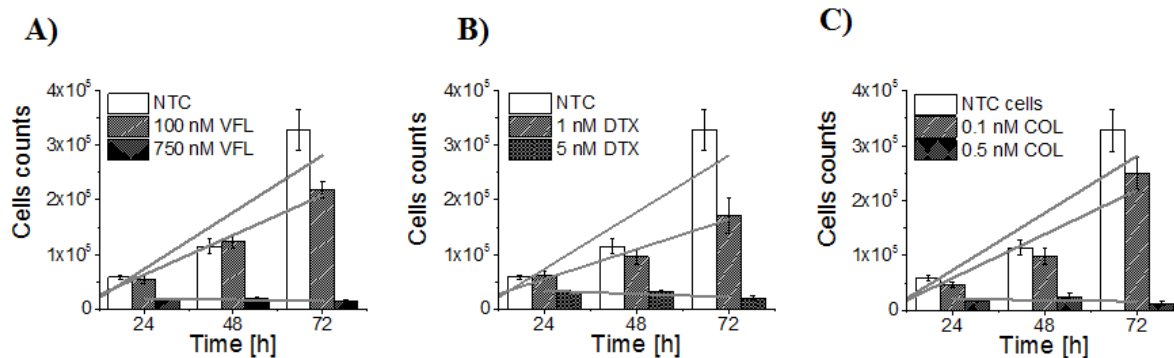 A)
B)
C)
Cells counts
4x10⁵
3x10⁵
2x10⁵
1x10⁵
0
NTC
100 nM VFL
750 nM VFL
24
48
72
Time [h]
Cells counts
4x10⁵
3x10⁵
2x10⁵
1x10⁵
0
NTC
1 nM DTX
5 nM DTX
24
48
72
Time [h]
Cells counts
4x10⁵
3x10⁵
2x10⁵
1x10⁵
0
NTC cells
0.1 nM COL
0.5 nM COL
24
48
72
Time [h]